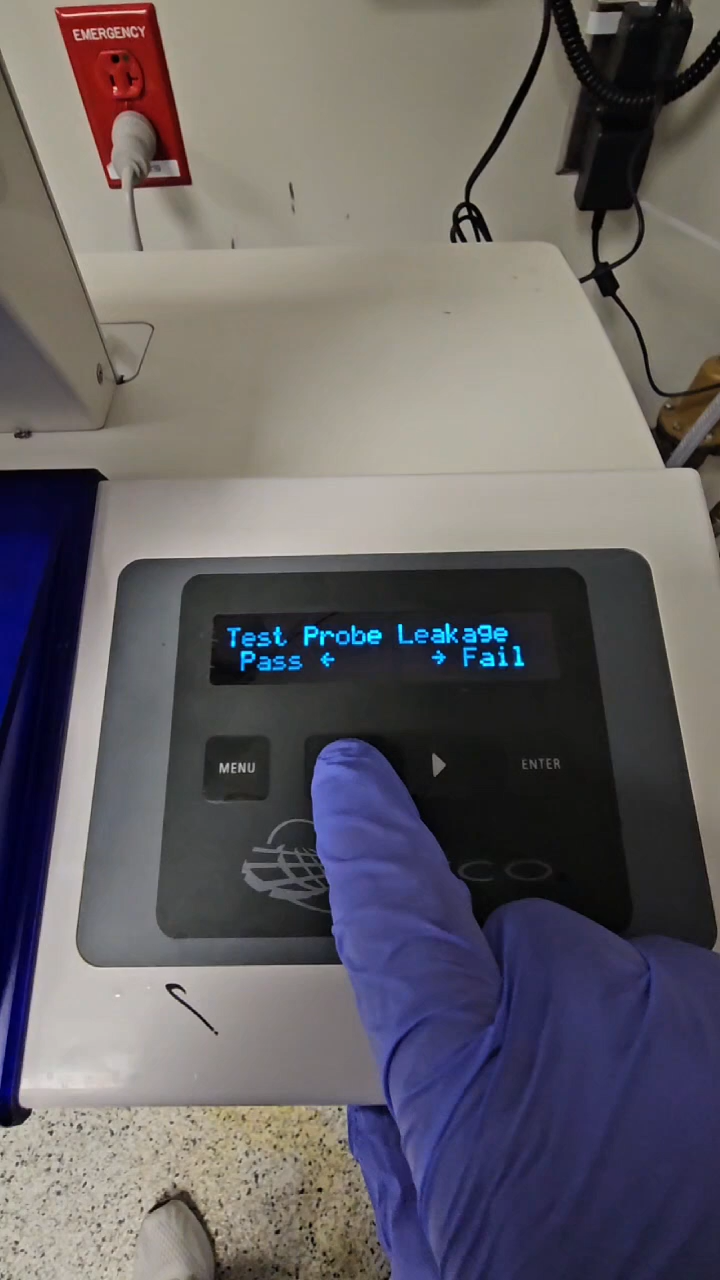 EMERGENCY
Test Probe Leakage
Pass ← → Fail
MENU
ENTER